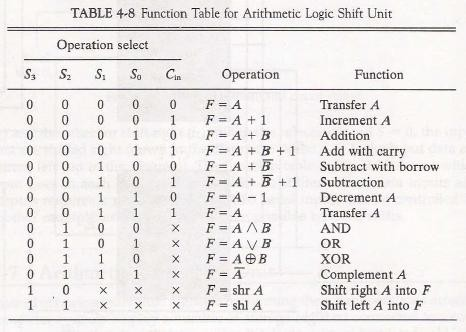 TABLE 4-8 Function Table for Arithmetic Logic Shift Unit
Operation select
S₃ S₂ S₁ S₀ Cᵢₙ Operation Function
0 0 0 0 0 F = A Transfer A
0 0 0 0 1 F = A + 1 Increment A
0 0 0 1 0 F = A + B Addition
0 0 0 1 1 F = A + B + 1 Add with carry
0 0 1 0 0 F = A + B̅ Subtract with borrow
0 0 1 0 1 F = A + B̅ + 1 Subtraction
0 0 1 1 0 F = A − 1 Decrement A
0 0 1 1 1 F = A Transfer A
0 1 0 0 × F = A ∧ B AND
0 1 0 1 × F = A ∨ B OR
0 1 1 0 × F = A ⊕ B XOR
0 1 1 1 × F = A̅ Complement A
1 0 × × × F = shr A Shift right A into F
1 1 × × × F = shl A Shift left A into F